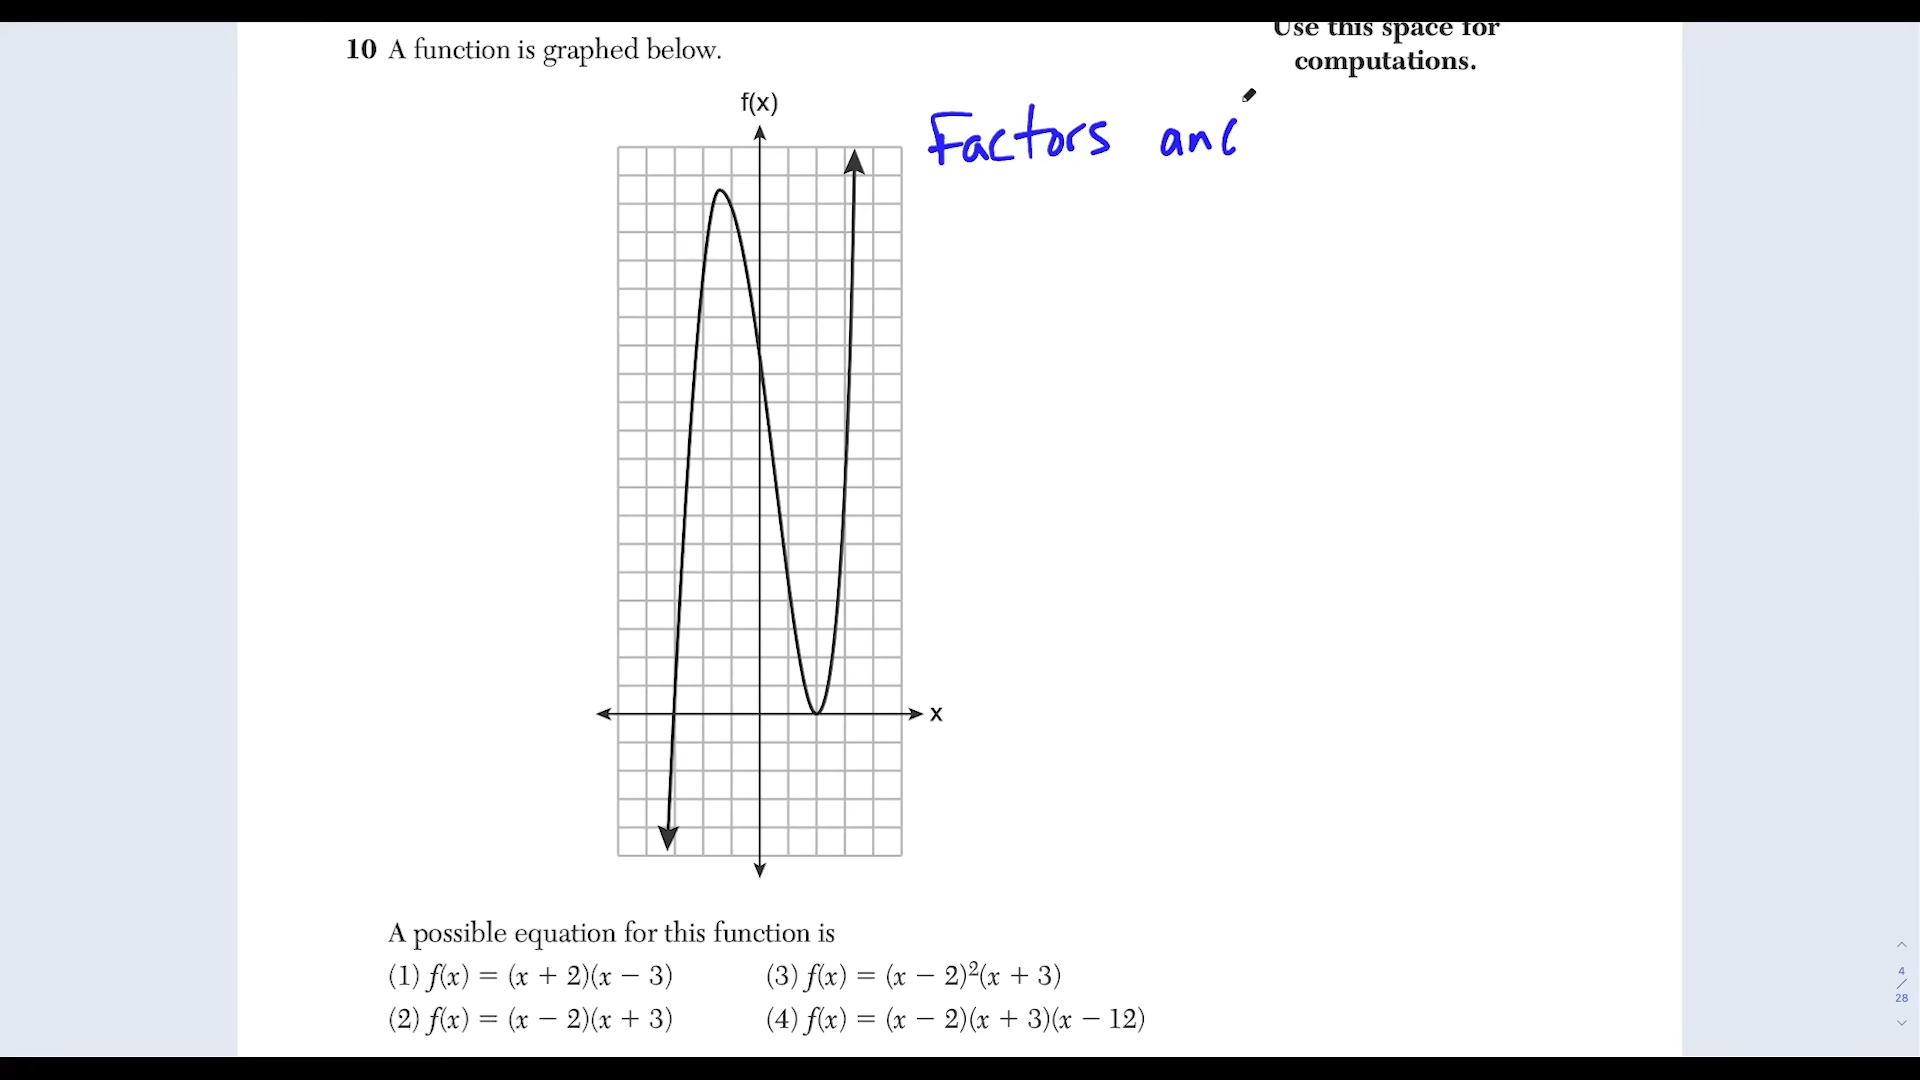 Use this space for
computations.
10 A function is graphed below.
f(x)
Factors and
x
A possible equation for this function is
(1) f(x) = (x + 2)(x − 3)
(3) f(x) = (x − 2)²(x + 3)
(2) f(x) = (x − 2)(x + 3)
(4) f(x) = (x − 2)(x + 3)(x − 12)
4
/
28